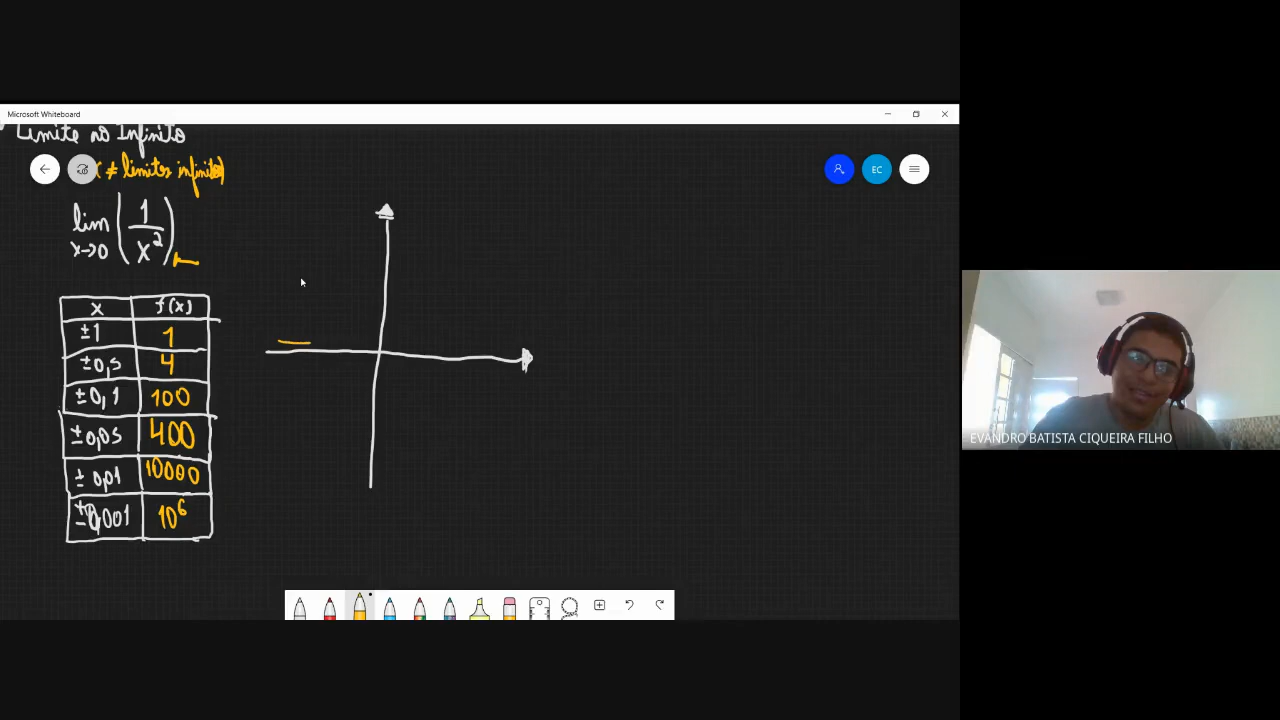 Microsoft Whiteboard
Limite no Infinito
(≠ limites infinitos)
EC
lim x→0 (1/x²)
x f(x)
±1 1
±0,5 4
±0,1 100
±0,05 400
±0,01 10000
±0,001 10⁶
EVANDRO BATISTA CIQUEIRA FILHO